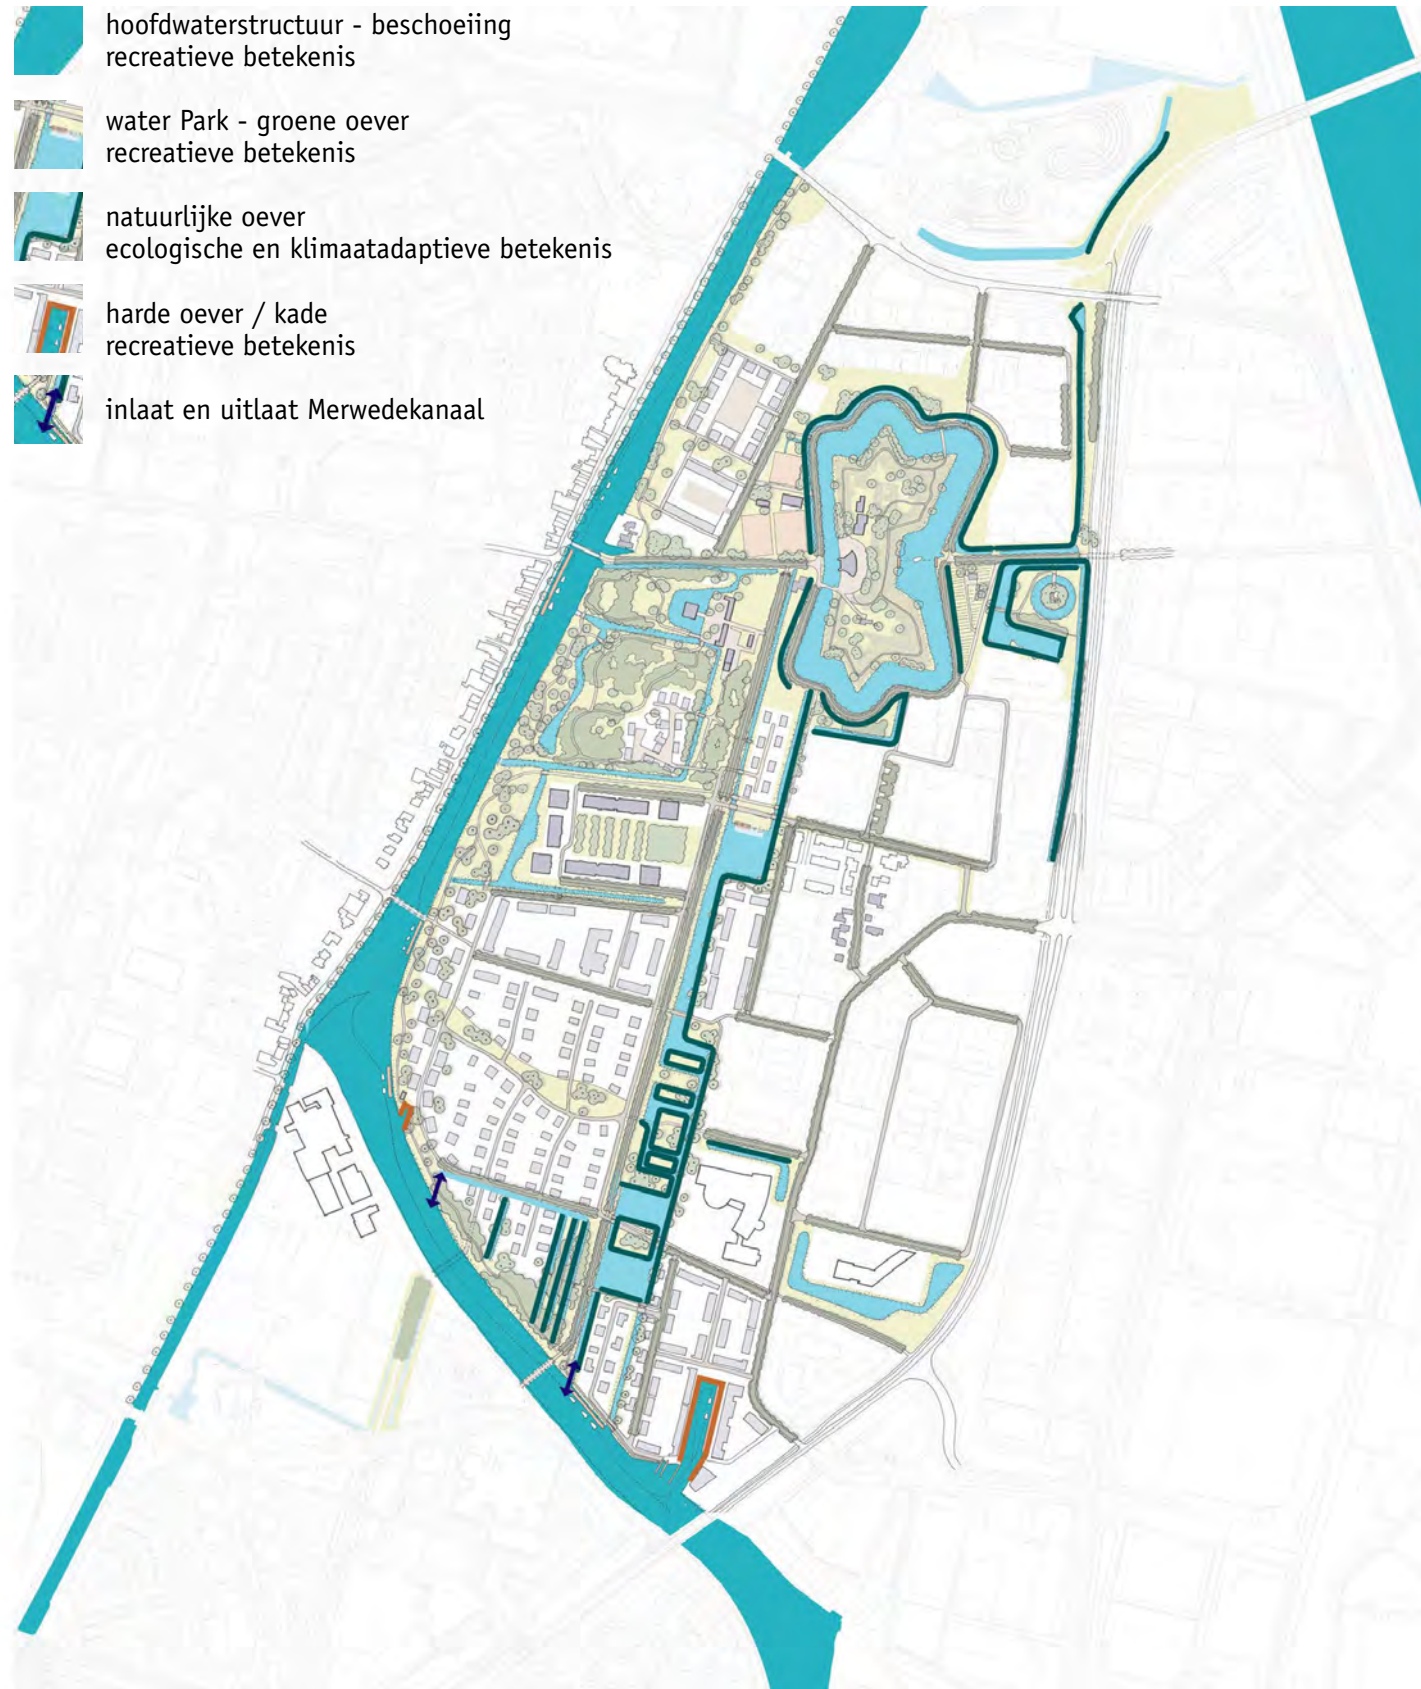 hoofdwaterstructuur - beschoeiing
recreatieve betekenis
water Park - groene oever
recreatieve betekenis
natuurlijke oever
ecologische en klimaatadaptieve betekenis
harde oever / kade
recreatieve betekenis
inlaat en uitlaat Merwedekanaal